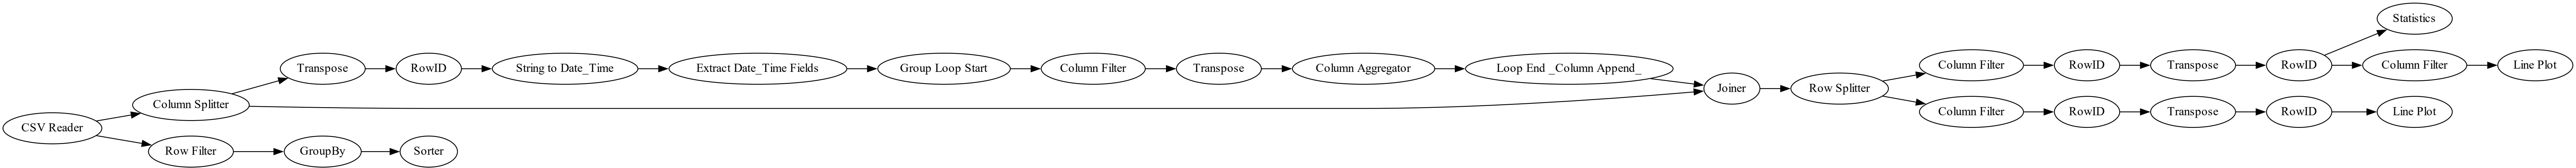 Statistics
Transpose
RowID
String to Date_Time
Extract Date_Time Fields
Group Loop Start
Column Filter
Transpose
Column Aggregator
Loop End _Column Append_
Column Filter
RowID
Transpose
RowID
Column Filter
Line Plot
Joiner
Row Splitter
Column Splitter
Column Filter
RowID
Transpose
RowID
Line Plot
CSV Reader
Row Filter
GroupBy
Sorter